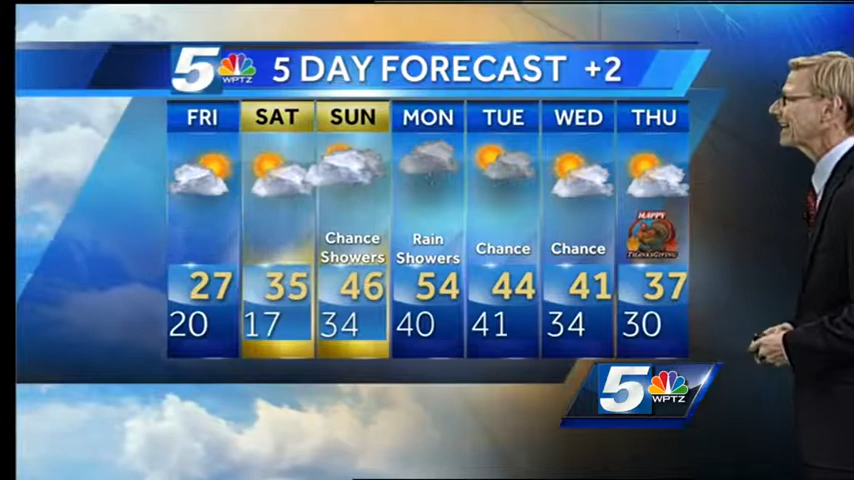 5 WPTZ 5 DAY FORECAST +2
FRI SAT SUN MON TUE WED THU
HAPPY
THANKSGIVING
Chance Showers
Rain Showers
Chance
Chance
27 35 46 54 44 41 37
20 17 34 40 41 34 30
5 WPTZ